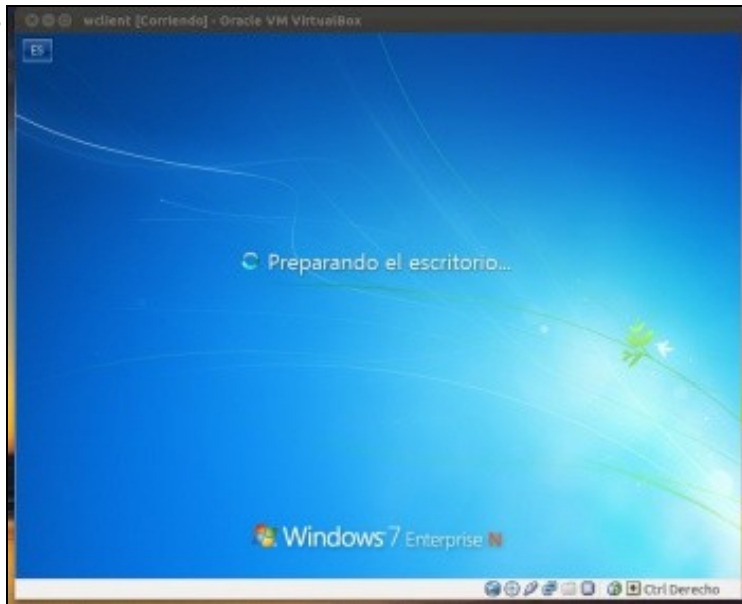 wclient [Corriendo] - Oracle VM VirtualBox
ES
Preparando el escritorio...
Windows 7 Enterprise N
Ctrl Derecho